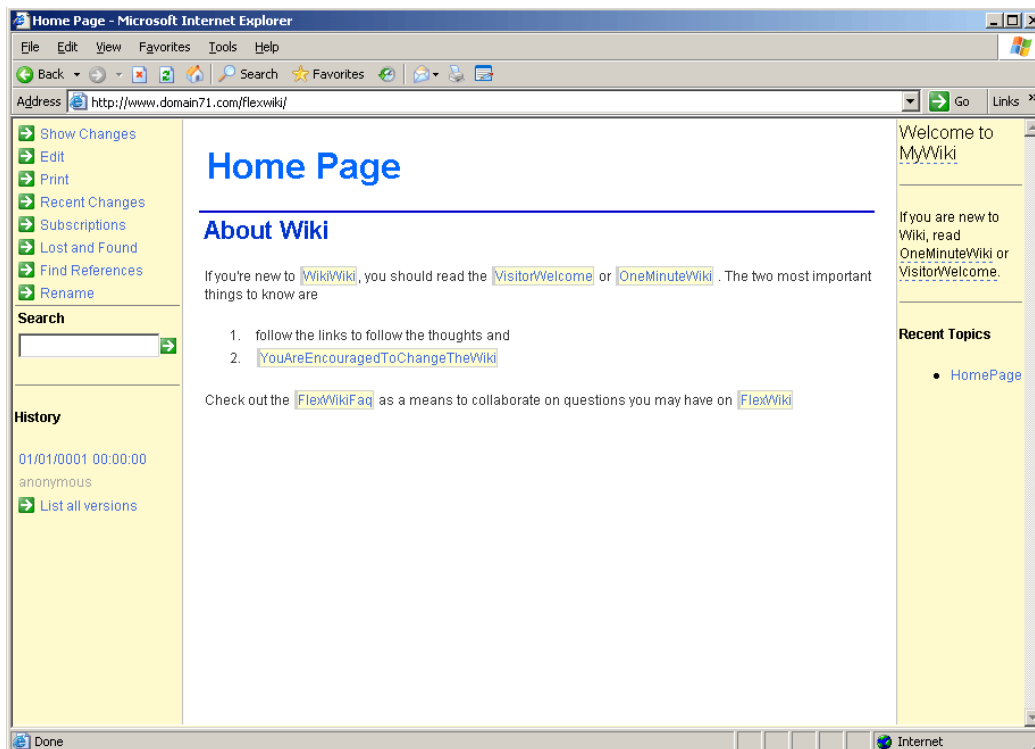 Home Page - Microsoft Internet Explorer
File Edit View Favorites Tools Help
Back Search Favorites
Address http://www.domain71.com/flexwiki/ Go Links »
Show Changes
Edit
Print
Recent Changes
Subscriptions
Lost and Found
Find References
Rename
Search
History
01/01/0001 00:00:00
anonymous
List all versions
Home Page
About Wiki
If you're new to WikiWiki, you should read the VisitorWelcome or OneMinuteWiki . The two most important
things to know are
1. follow the links to follow the thoughts and
2. YouAreEncouragedToChangeTheWiki
Check out the FlexWikiFaq as a means to collaborate on questions you may have on FlexWiki
Welcome to
MyWiki
If you are new to
Wiki, read
OneMinuteWiki or
VisitorWelcome.
Recent Topics
• HomePage
Done Internet